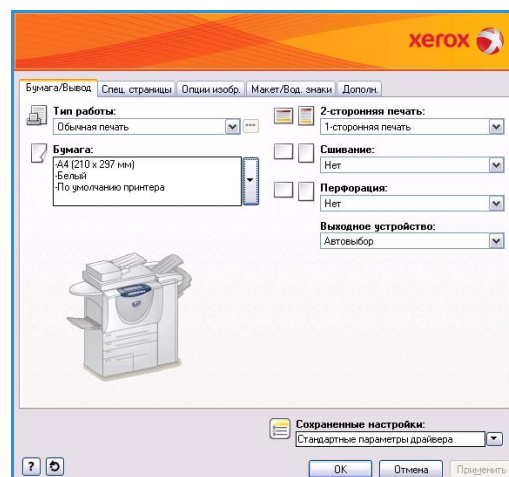 xerox
Бумага/Вывод Спец. страницы Опции изобр. Макет/Вод. знаки Дополн.
Тип работы:
Обычная печать
Бумага:
-A4 (210 x 297 мм)
-Белый
-По умолчанию принтера
2-сторонняя печать:
1-сторонняя печать
Сшивание:
Нет
Перфорация:
Нет
Выходное устройство:
Автовыбор
Сохраненные настройки:
Стандартные параметры драйвера
?
OK Отмена Применить